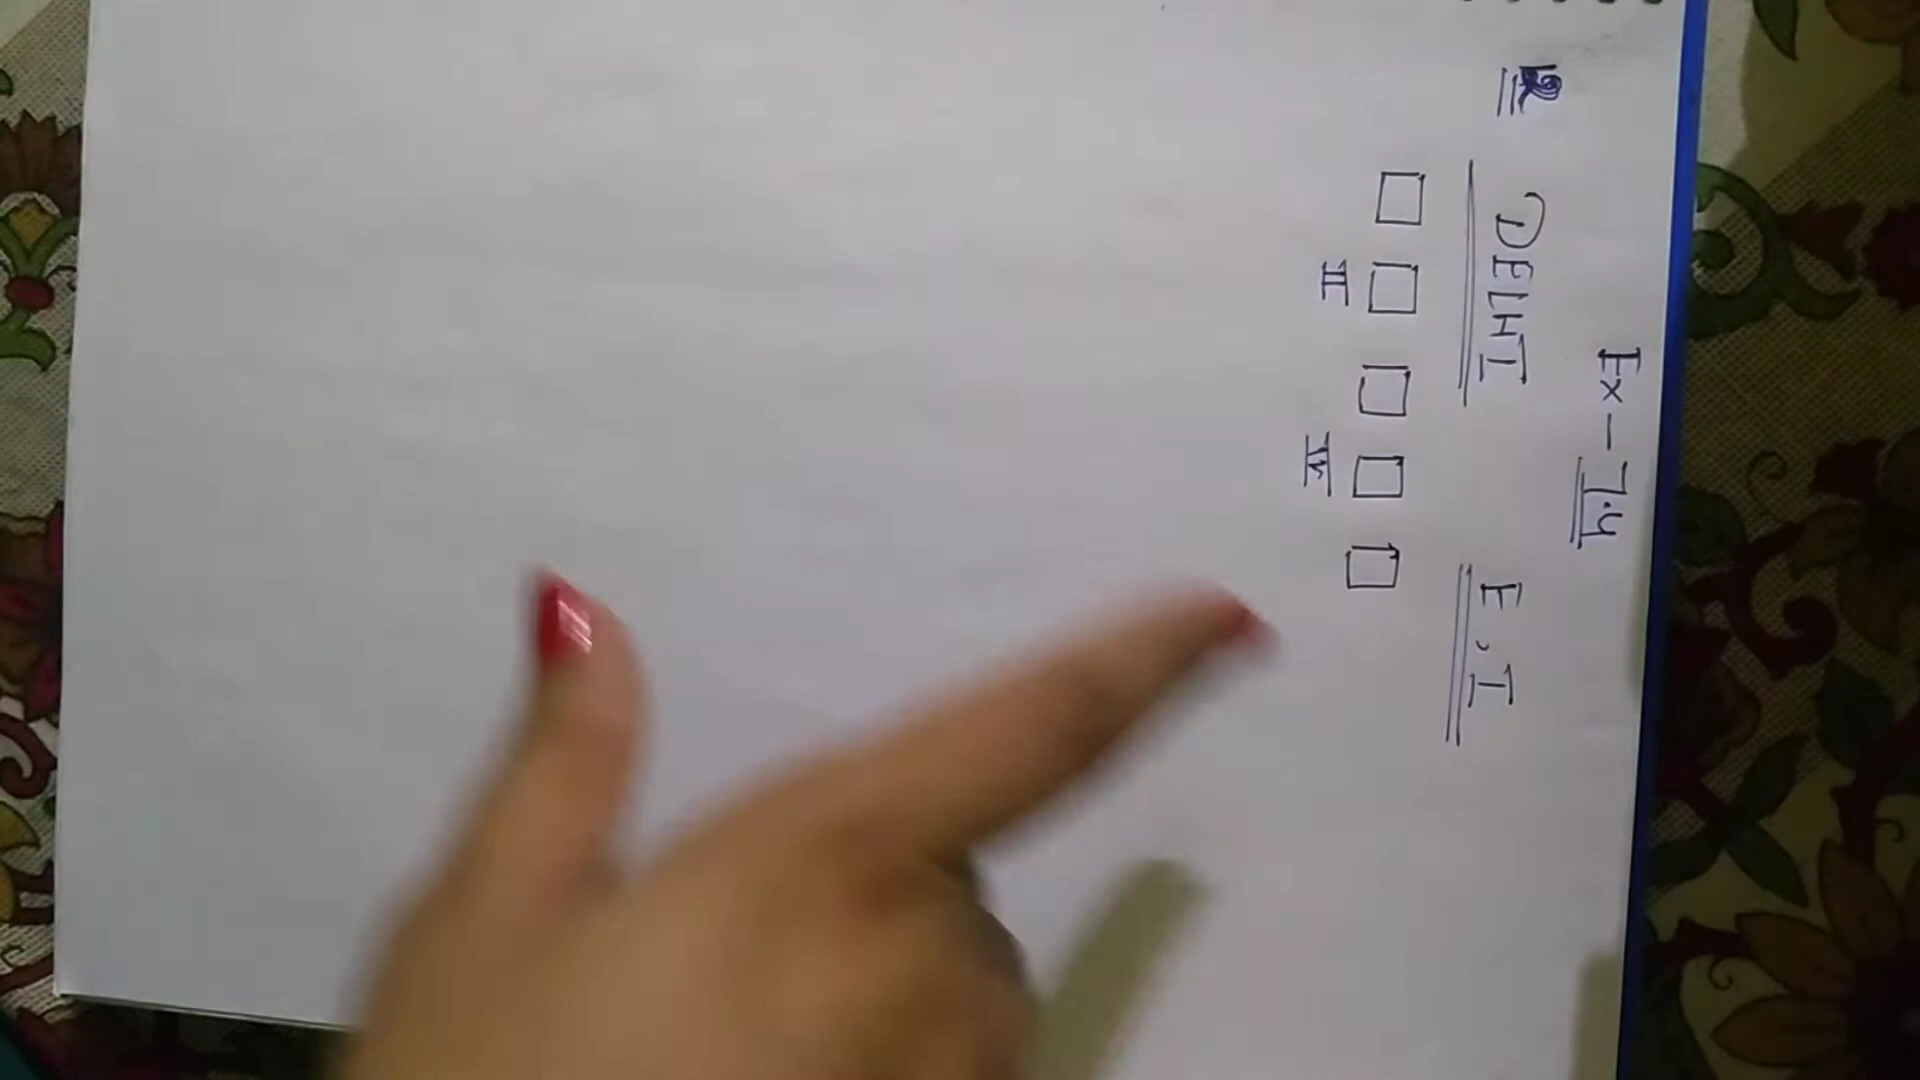 Ex - 7.4
DELHI E, I
□ □ □ □ □
II IV